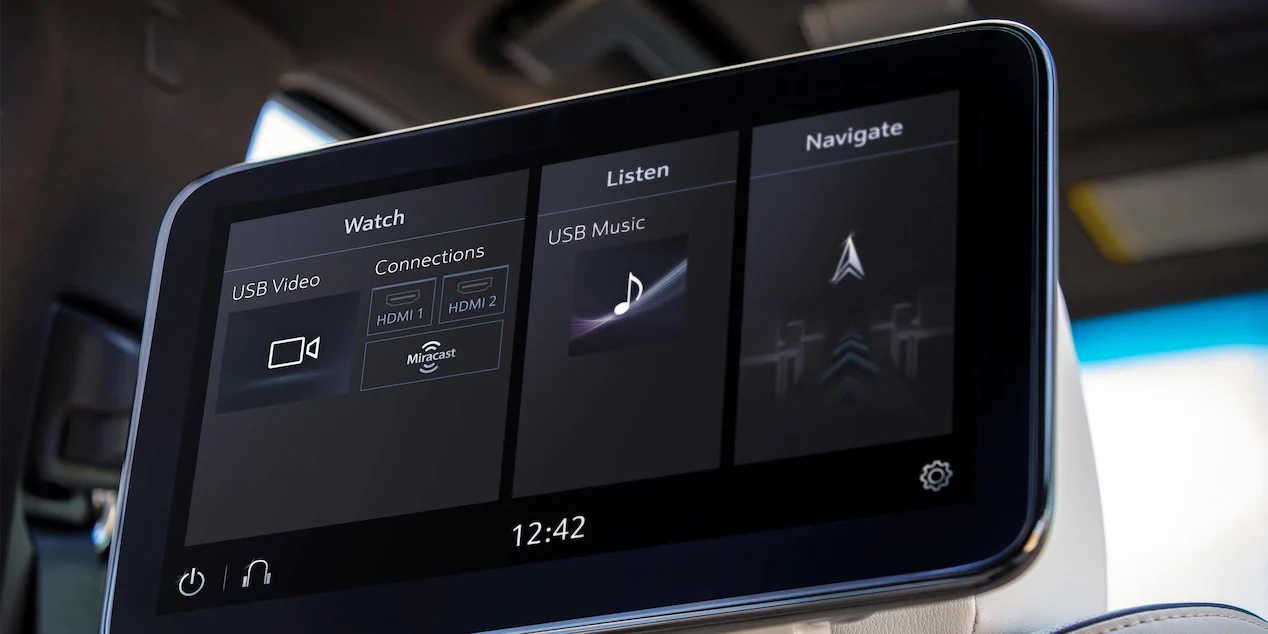 Watch
USB Video
Connections
HDMI 1
HDMI 2
Miracast
Listen
USB Music
Navigate
12:42